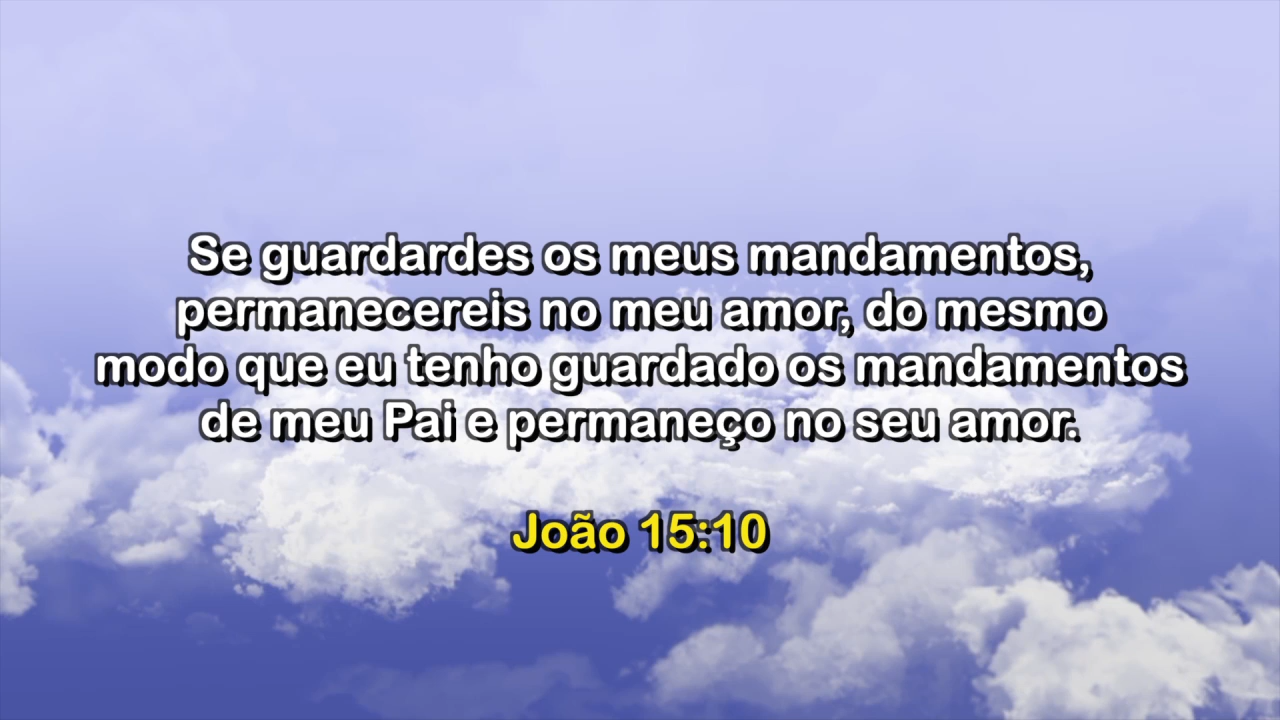 Se guardardes os meus mandamentos,
permanecereis no meu amor, do mesmo
modo que eu tenho guardado os mandamentos
de meu Pai e permaneço no seu amor.
João 15:10